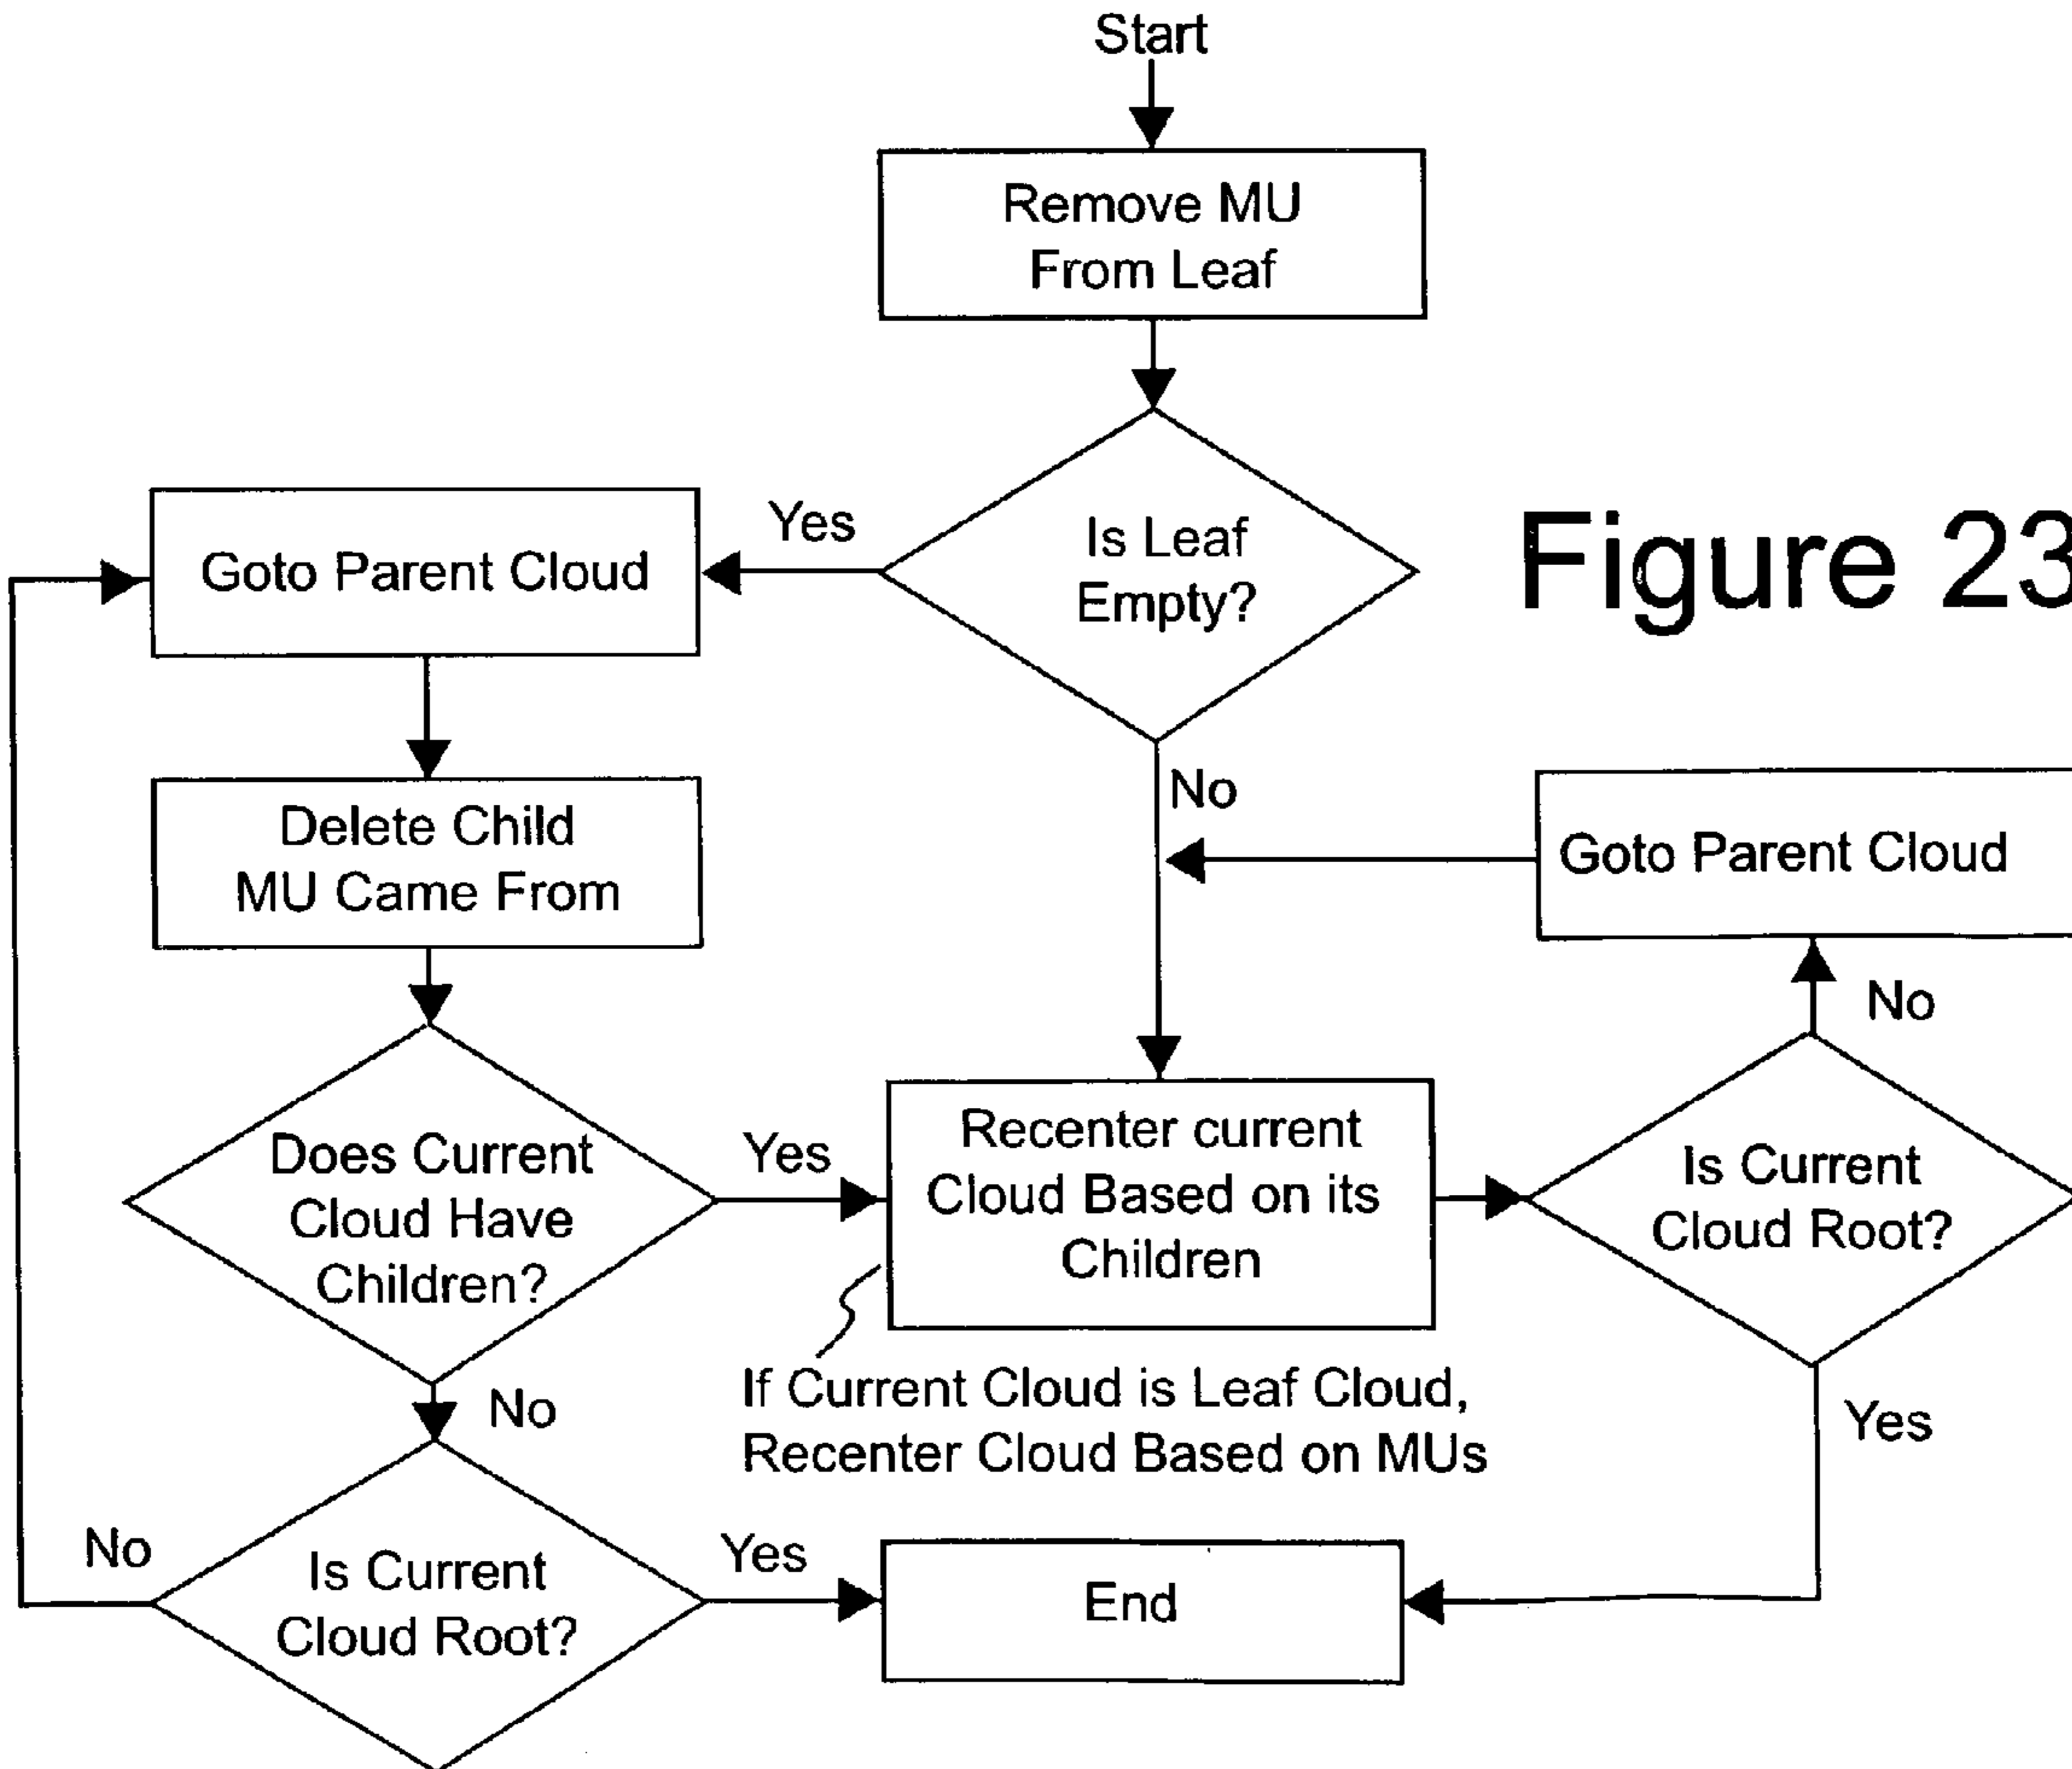 Start
Remove MU
From Leaf
Is Leaf
Empty?
Yes
Goto Parent Cloud
Figure 23
No
Delete Child
MU Came From
Goto Parent Cloud
No
Does Current
Cloud Have
Children?
Yes
Recenter current
Cloud Based on its
Children
Is Current
Cloud Root?
If Current Cloud is Leaf Cloud,
Recenter Cloud Based on MUs
No
Yes
No
Is Current
Cloud Root?
Yes
End